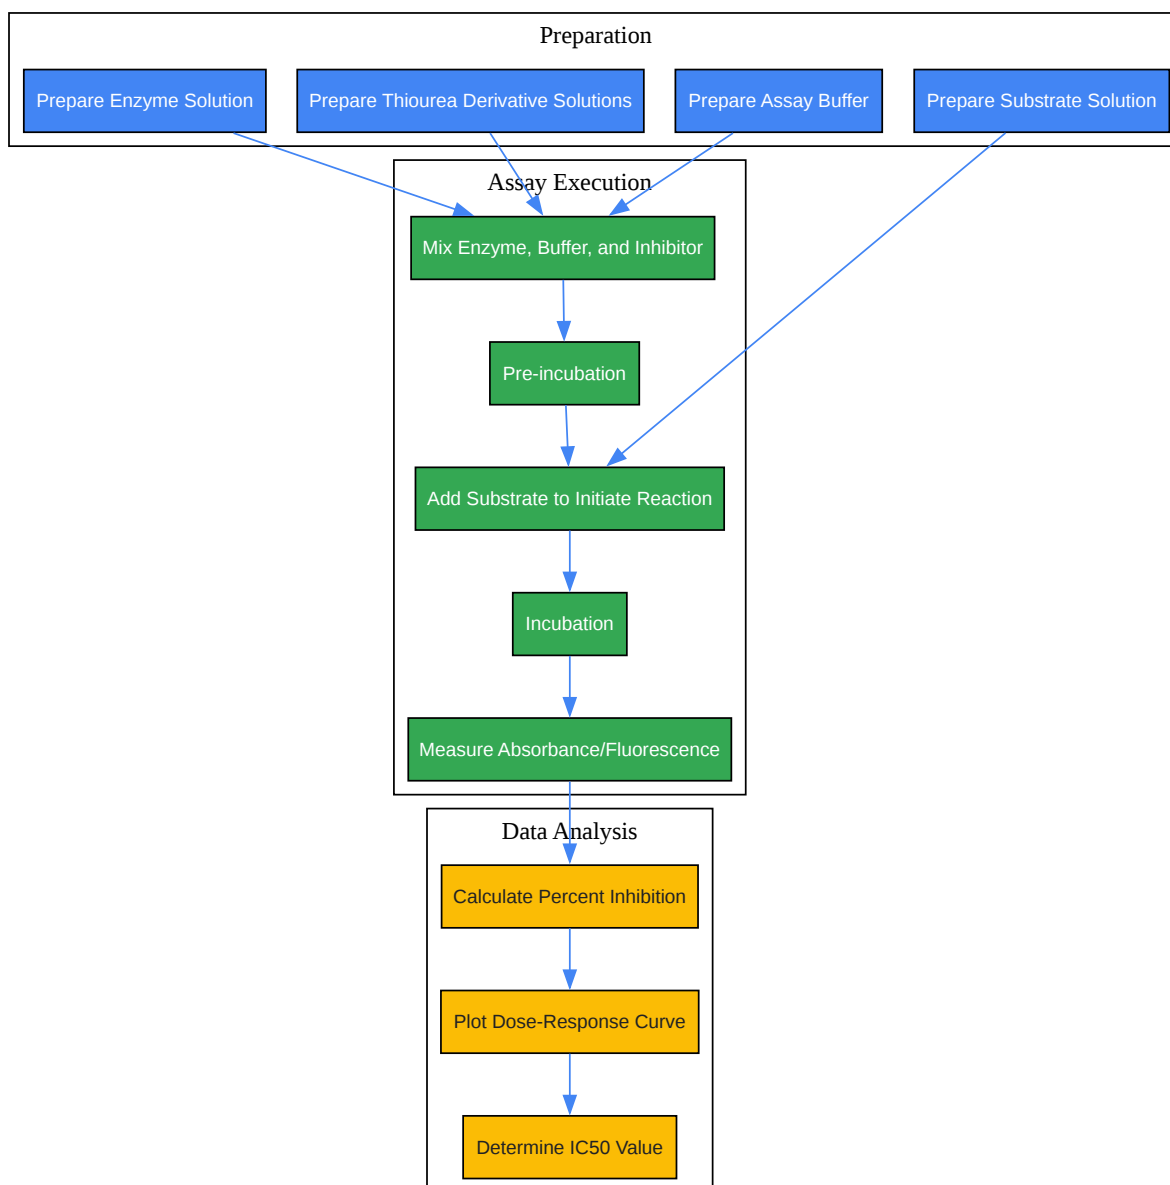 Preparation
Prepare Enzyme Solution
Prepare Thiourea Derivative Solutions
Prepare Assay Buffer
Prepare Substrate Solution
Assay Execution
Mix Enzyme, Buffer, and Inhibitor
Pre-incubation
Add Substrate to Initiate Reaction
Incubation
Measure Absorbance/Fluorescence
Data Analysis
Calculate Percent Inhibition
Plot Dose-Response Curve
Determine IC50 Value